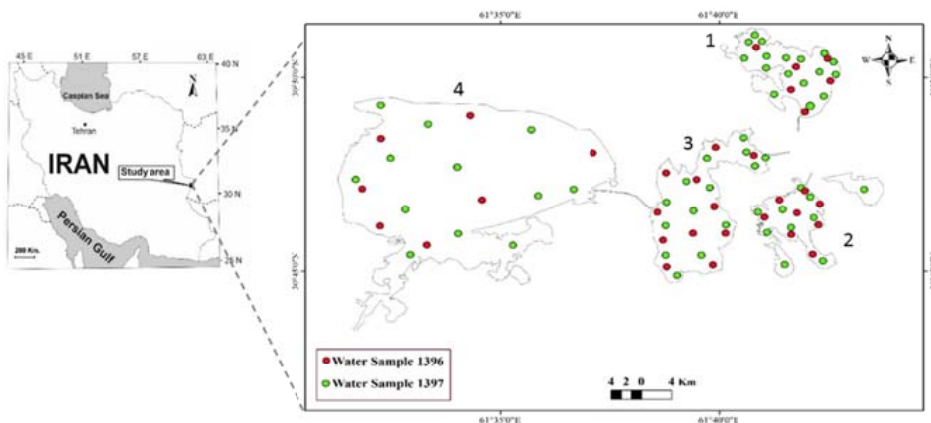 45 51 57 63
40 N
Caspian Sea
Tehran
35 N
IRAN
Study area
30 N
Persian Gulf
25 N
200 Km.
N
61°35'0"E 61°40'0"E
1
N
W E
S
4
3
2
Water Sample 1396
Water Sample 1397
4 2 0 4 Km
61°35'0"E 61°40'0"E